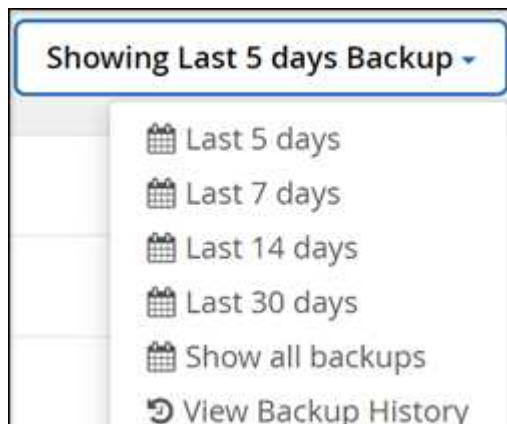 Showing Last 5 days Backup
Last 5 days
Last 7 days
Last 14 days
Last 30 days
Show all backups
View Backup History